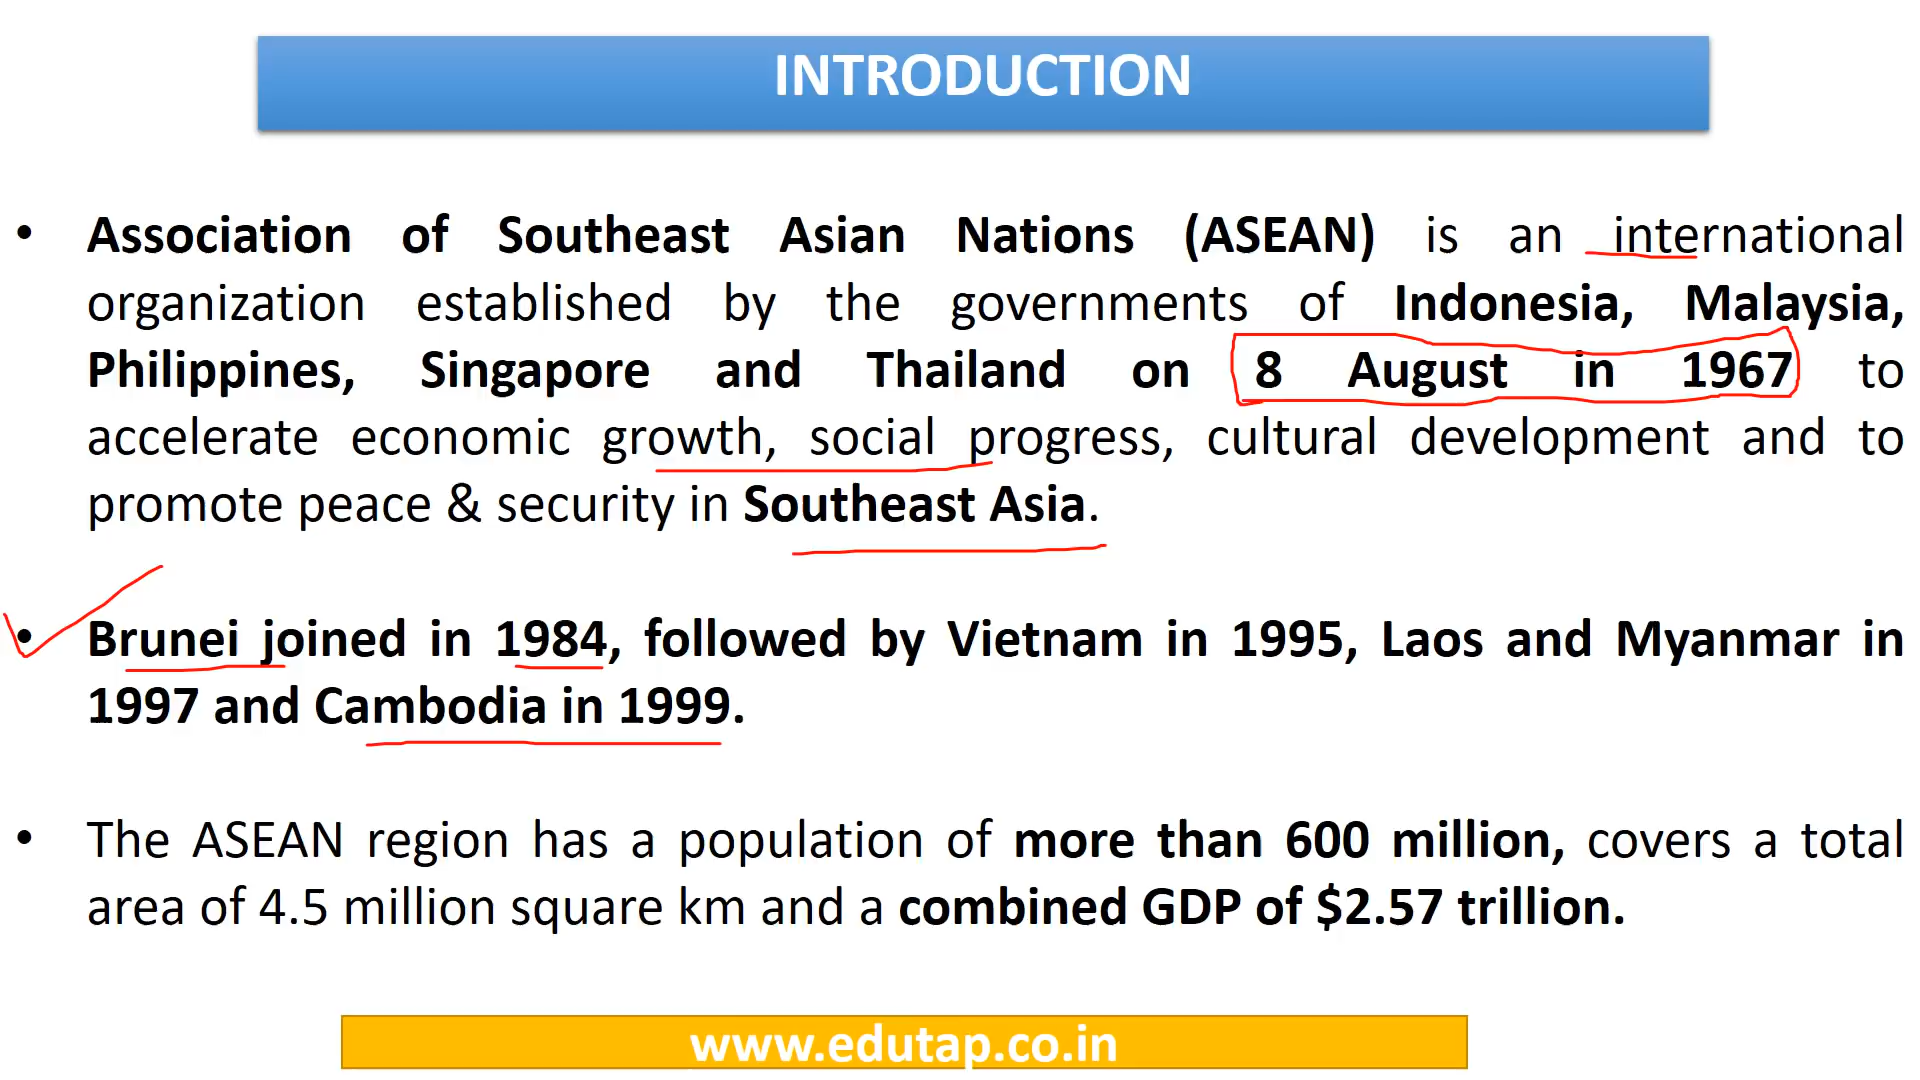 INTRODUCTION
• Association of Southeast Asian Nations (ASEAN) is an international
organization established by the governments of Indonesia, Malaysia,
Philippines, Singapore and Thailand on 8 August in 1967 to
accelerate economic growth, social progress, cultural development and to
promote peace & security in Southeast Asia.
• Brunei joined in 1984, followed by Vietnam in 1995, Laos and Myanmar in
1997 and Cambodia in 1999.
• The ASEAN region has a population of more than 600 million, covers a total
area of 4.5 million square km and a combined GDP of $2.57 trillion.
www.edutap.co.in